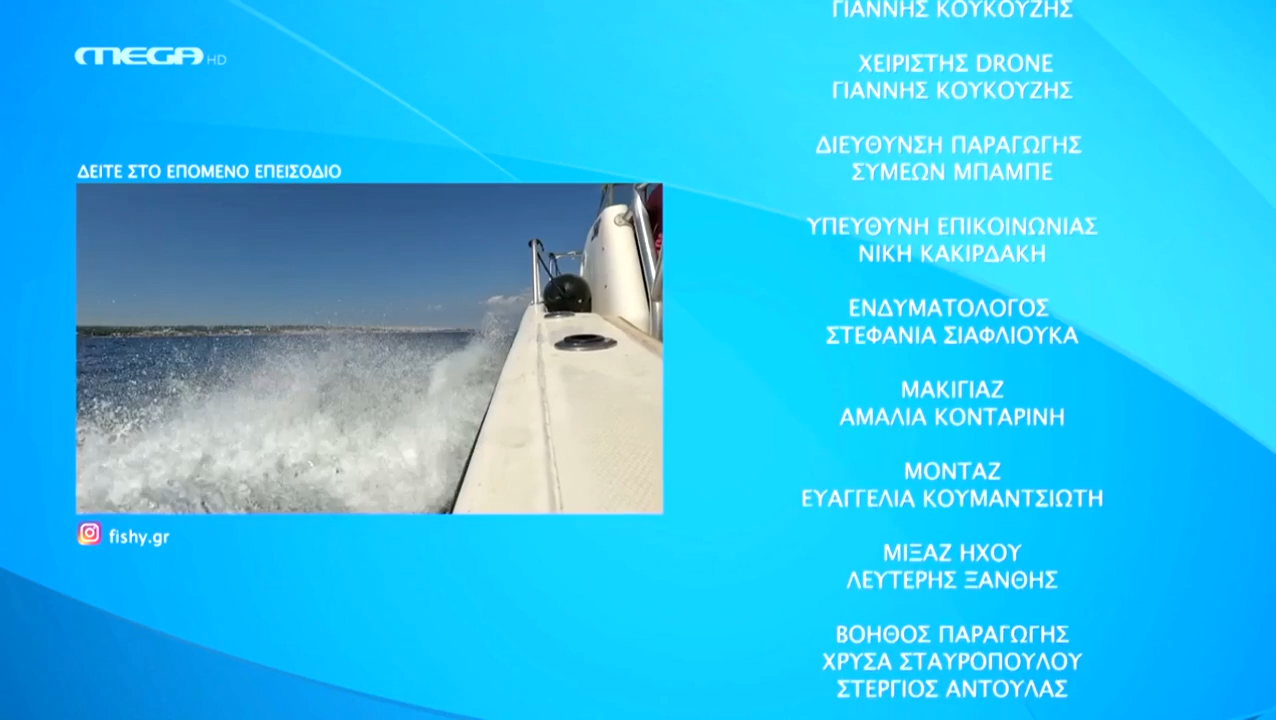 MEGA HD
ΔΕΙΤΕ ΣΤΟ ΕΠΟΜΕΝΟ ΕΠΕΙΣΟΔΙΟ
fishy.gr
ΓΙΑΝΝΗΣ ΚΟΥΚΟΥΖΗΣ
ΧΕΙΡΙΣΤΗΣ DRONE
ΓΙΑΝΝΗΣ ΚΟΥΚΟΥΖΗΣ
ΔΙΕΥΘΥΝΣΗ ΠΑΡΑΓΩΓΗΣ
ΣΥΜΕΩΝ ΜΠΑΜΠΕ
ΥΠΕΥΘΥΝΗ ΕΠΙΚΟΙΝΩΝΙΑΣ
ΝΙΚΗ ΚΑΚΙΡΔΑΚΗ
ΕΝΔΥΜΑΤΟΛΟΓΟΣ
ΣΤΕΦΑΝΙΑ ΣΙΑΦΛΙΟΥΚΑ
ΜΑΚΙΓΙΑΖ
ΑΜΑΛΙΑ ΚΟΝΤΑΡΙΝΗ
ΜΟΝΤΑΖ
ΕΥΑΓΓΕΛΙΑ ΚΟΥΜΑΝΤΣΙΩΤΗ
ΜΙΞΑΖ ΗΧΟΥ
ΛΕΥΤΕΡΗΣ ΞΑΝΘΗΣ
ΒΟΗΘΟΣ ΠΑΡΑΓΩΓΗΣ
ΧΡΥΣΑ ΣΤΑΥΡΟΠΟΥΛΟΥ
ΣΤΕΡΓΙΟΣ ΑΝΤΟΥΛΑΣ